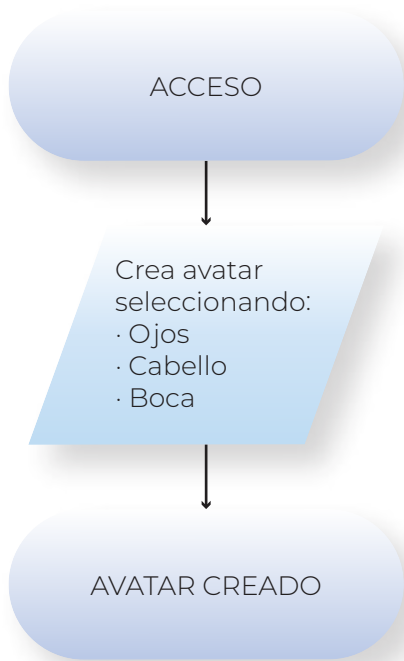 ACCESO
Crea avatar
seleccionando:
· Ojos
· Cabello
· Boca
AVATAR CREADO